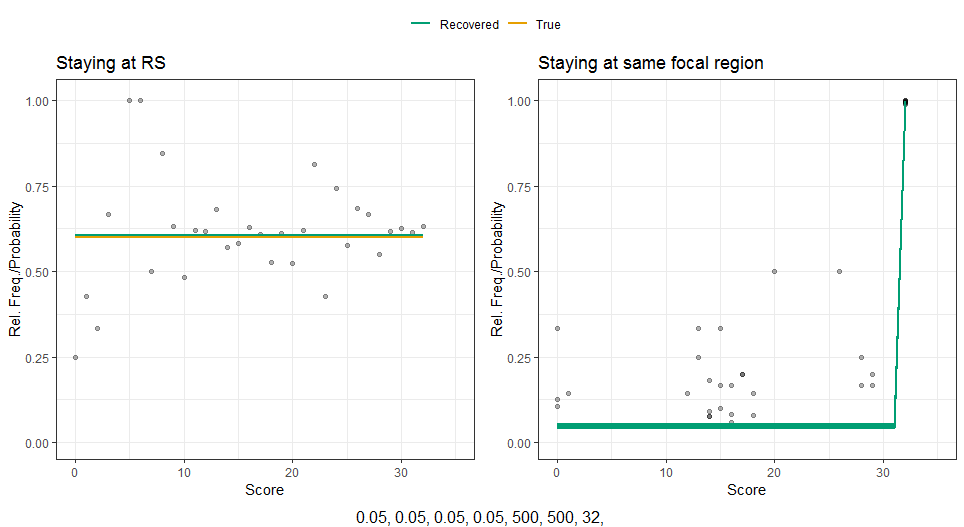 Recovered True
Staying at RS
Staying at same focal region
Rel. Freq./Probability
1.00
0.75
0.50
0.25
0.00
0 10 20 30
Score
Rel. Freq./Probability
1.00
0.75
0.50
0.25
0.00
0 10 20 30
Score
0.05, 0.05, 0.05, 0.05, 500, 500, 32,